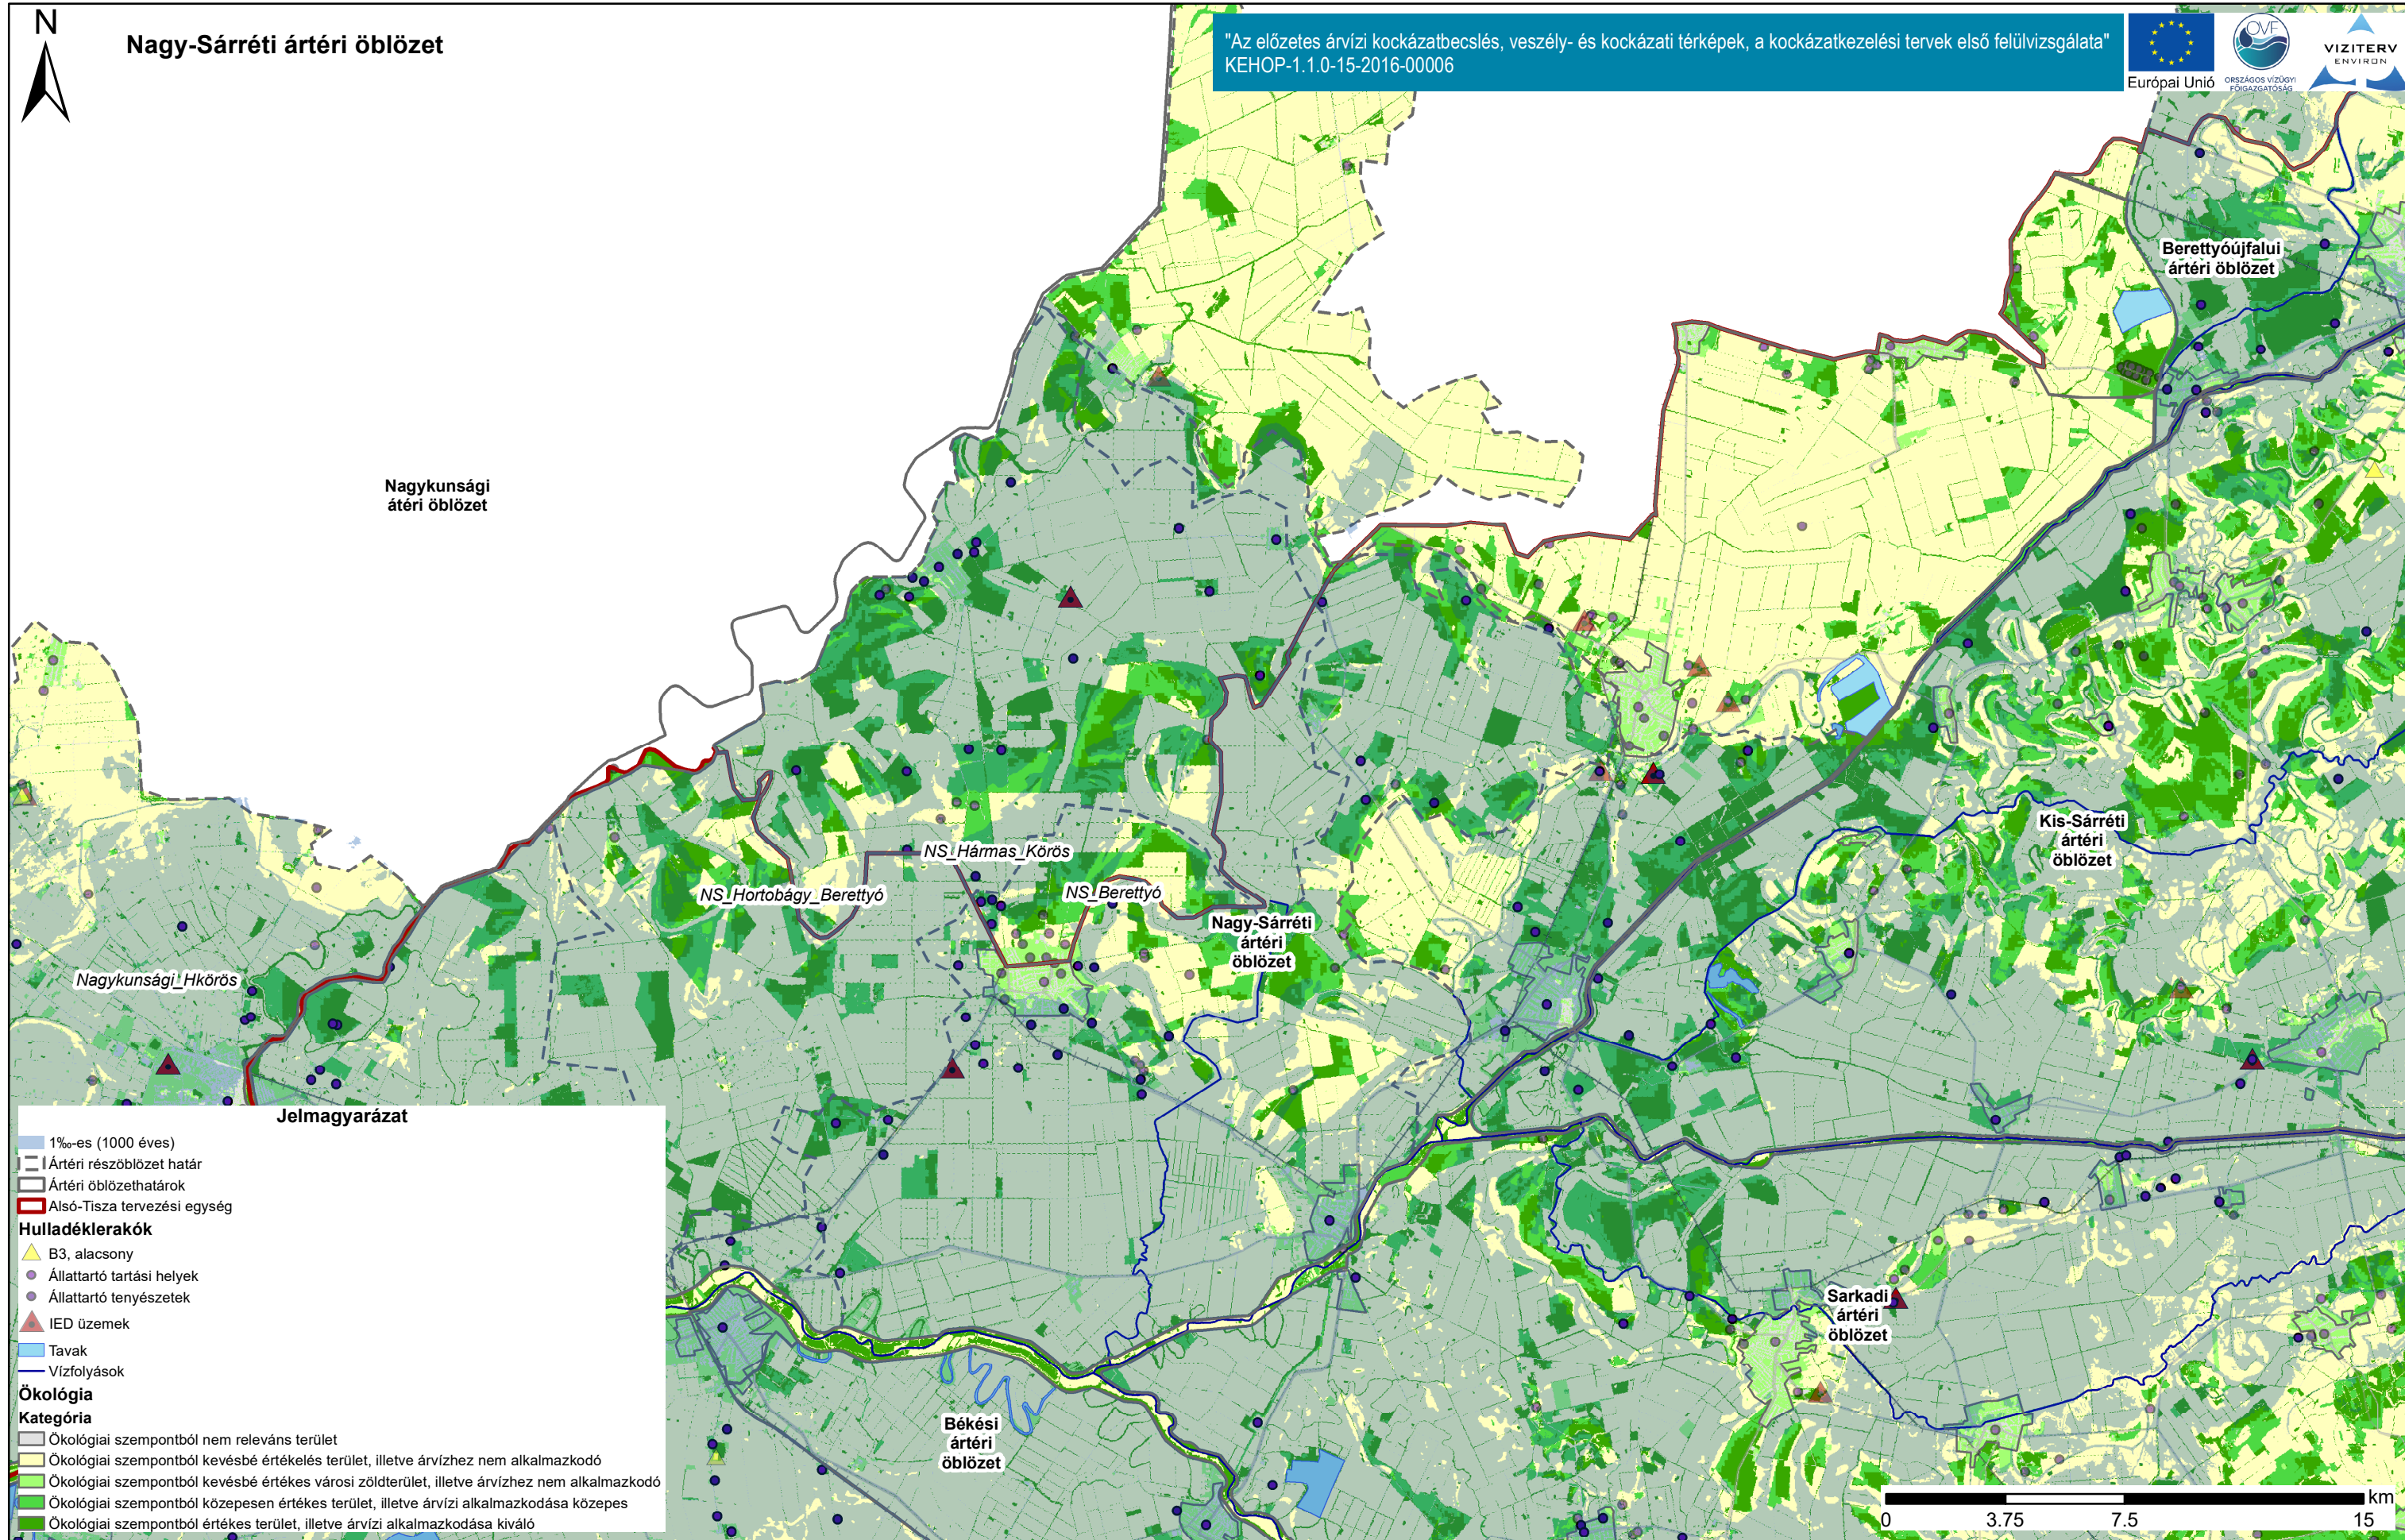 N
Nagy-Sárréti ártéri öblözet
"Az előzetes árvízi kockázatbecslés, veszély- és kockázati térképek, a kockázatkezelési tervek első felülvizsgálata"
KEHOP-1.1.0-15-2016-00006
Európai Unió
OVF
ORSZÁGOS VÍZÜGYI
FŐIGAZGATÓSÁG
VIZITERV
ENVIRON
Berettyóújfalui
ártéri öblözet
Nagykunsági
átéri öblözet
Kis-Sárréti
ártéri
öblözet
NS_Hármas_Körös
NS_Hortobágy_Berettyó
NS_Berettyó
Nagy-Sárréti
ártéri
öblözet
Nagykunsági_Hkörös
Sarkadi
ártéri
öblözet
Békési
ártéri
öblözet
Jelmagyarázat
1‰-es (1000 éves)
Ártéri részöblözet határ
Ártéri öblözethatárok
Alsó-Tisza tervezési egység
Hulladéklerakók
B3, alacsony
Állattartó tartási helyek
Állattartó tenyészetek
IED üzemek
Tavak
Vízfolyások
Ökológia
Kategória
Ökológiai szempontból nem releváns terület
Ökológiai szempontból kevésbé értékelés terület, illetve árvízhez nem alkalmazkodó
Ökológiai szempontból kevésbé értékes városi zöldterület, illetve árvízhez nem alkalmazkodó
Ökológiai szempontból közepesen értékes terület, illetve árvízi alkalmazkodása közepes
Ökológiai szempontból értékes terület, illetve árvízi alkalmazkodása kiváló
km
0 3.75 7.5 15